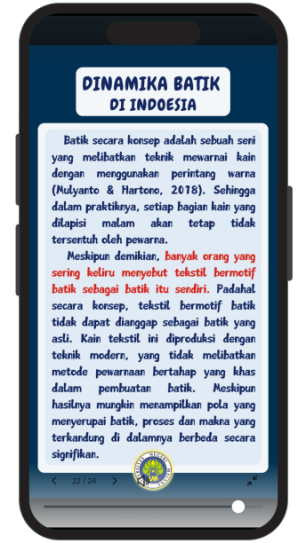 DINAMIKA BATIK
DI INDOESIA
Batik secara konsep adalah sebuah seni
yang melibatkan teknik mewarnai kain
dengan menggunakan perintang warna
(Mulyanto & Hartono, 2018). Sehingga
dalam praktiknya, setiap bagian kain yang
dilapisi malam akan tetap tidak
tersentuh oleh pewarna.
Meskipun demikian, banyak orang yang
sering keliru menyebut tekstil bermotif
batik sebagai batik itu sendiri. Padahal
secara konsep, tekstil bermotif batik
tidak dapat dianggap sebagai batik yang
asli. Kain tekstil ini diproduksi dengan
teknik modern, yang tidak melibatkan
metode pewarnaan bertahap yang khas
dalam pembuatan batik. Meskipun
hasilnya mungkin menampilkan pola yang
menyerupai batik, proses dan makna yang
terkandung di dalamnya berbeda secara
signifikan.
22 / 24